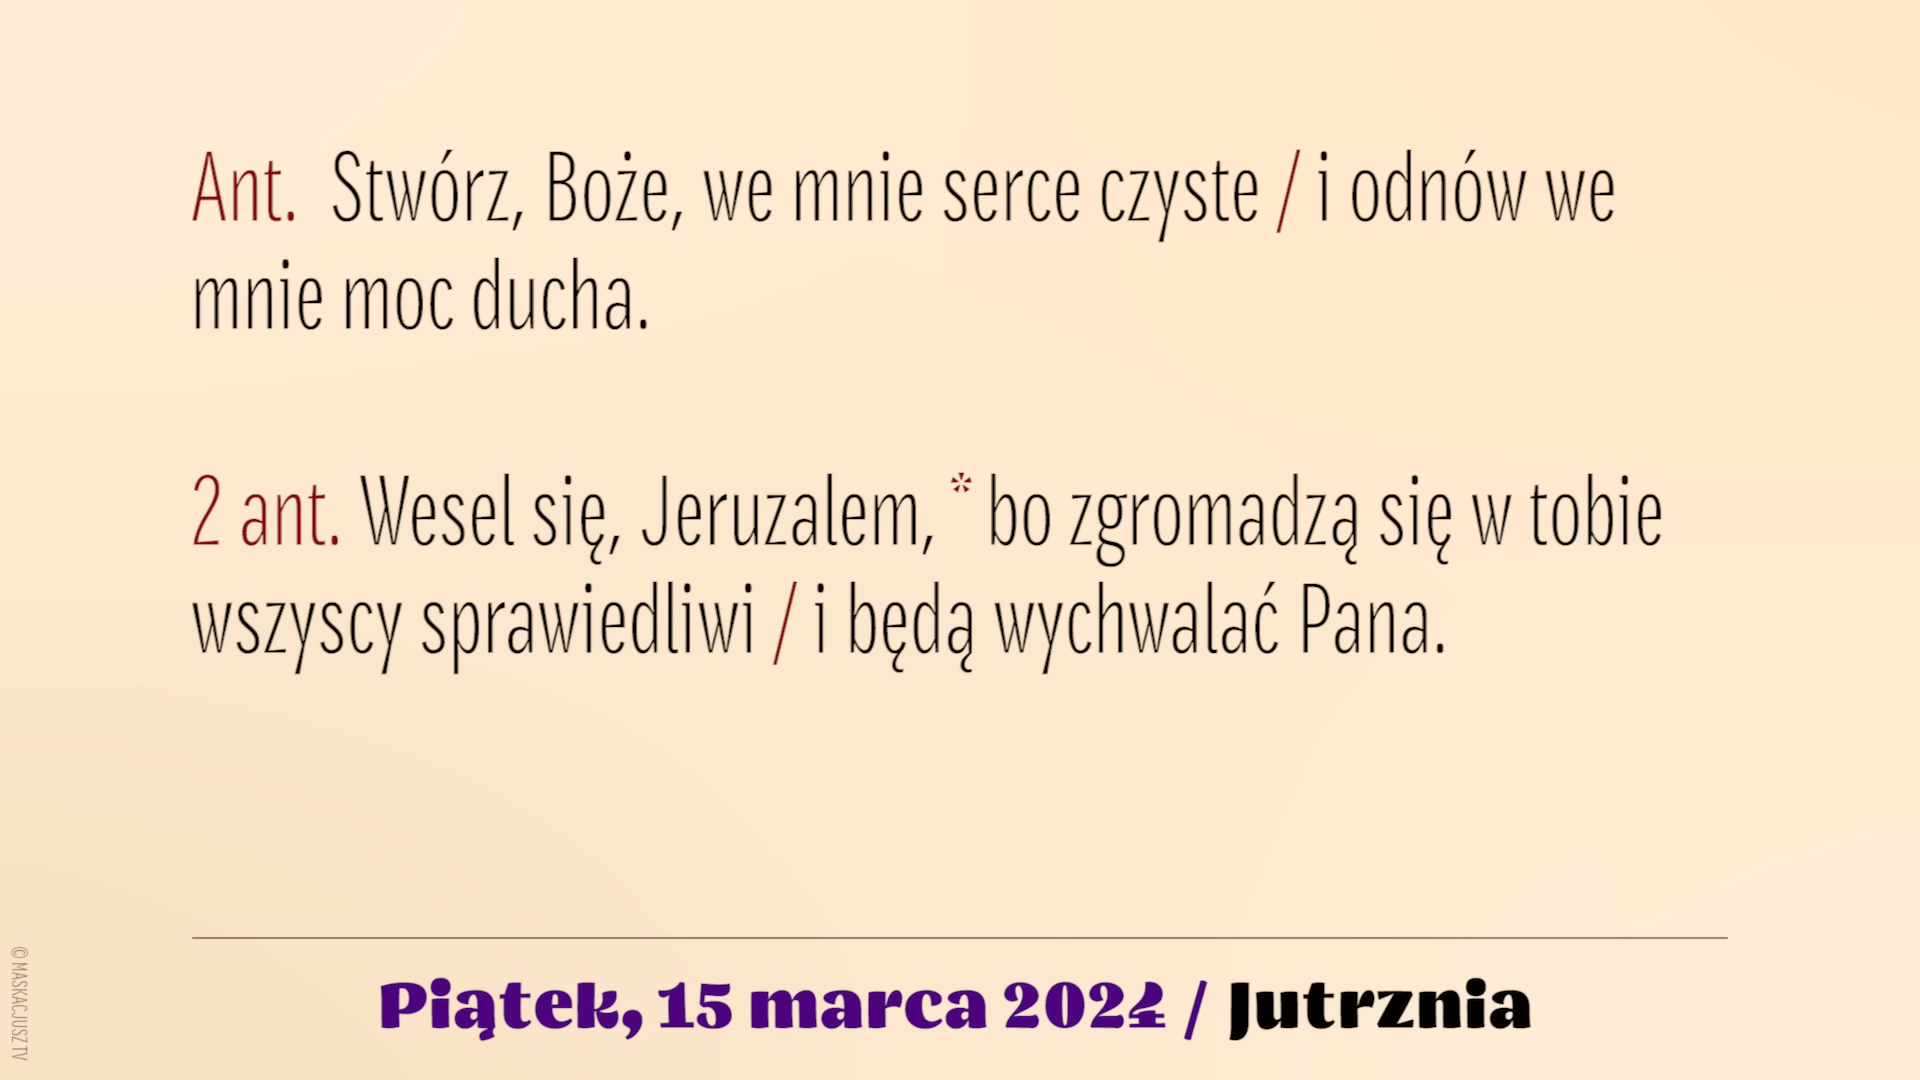 Ant. Stwórz, Boże, we mnie serce czyste / i odnów we
mnie moc ducha.
2 ant. Wesel się, Jeruzalem, * bo zgromadzą się w tobie
wszyscy sprawiedliwi / i będą wychwalać Pana.
Piątek, 15 marca 2024 / Jutrznia
© MASKACJUSZ TV